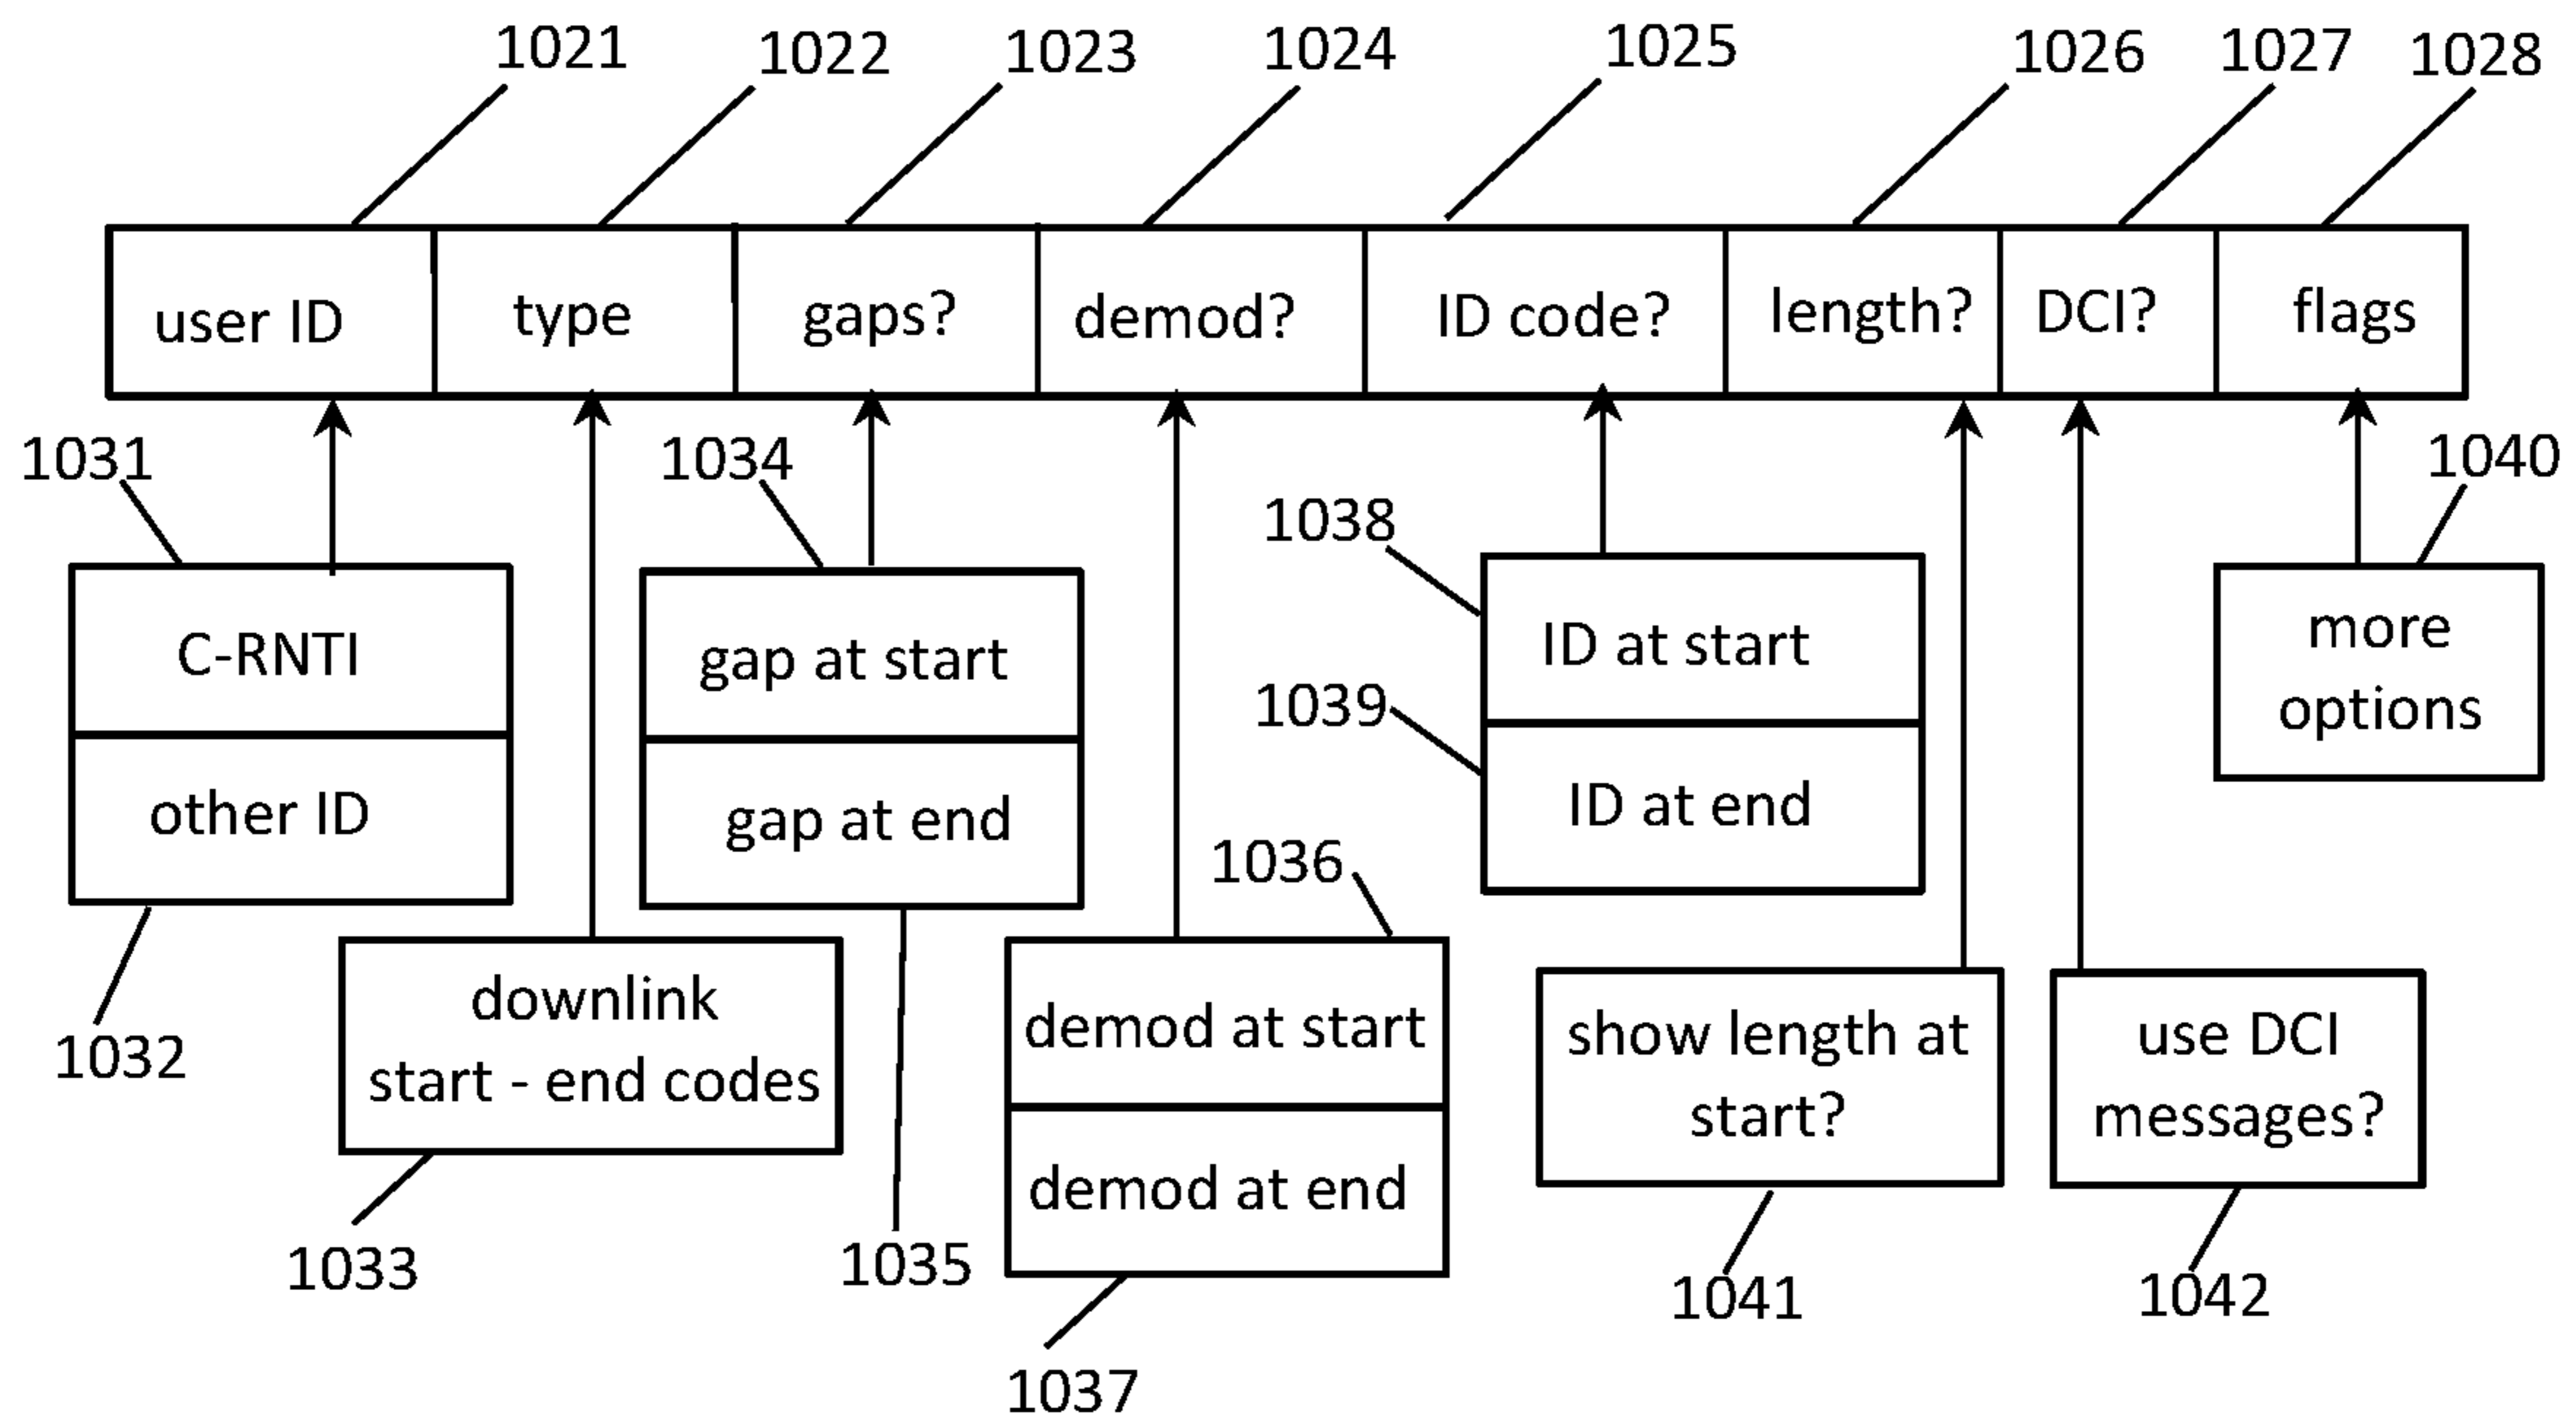 1021
1022
1023
1024
1025
1026
1027
1028
user ID
type
gaps?
demod?
ID code?
length?
DCI?
flags
1031
1034
1038
1040
C-RNTI
other ID
gap at start
gap at end
ID at start
1039
ID at end
more
options
1036
1032
downlink
start - end codes
1033
1035
demod at start
demod at end
1037
show length at
start?
1041
use DCI
messages?
1042